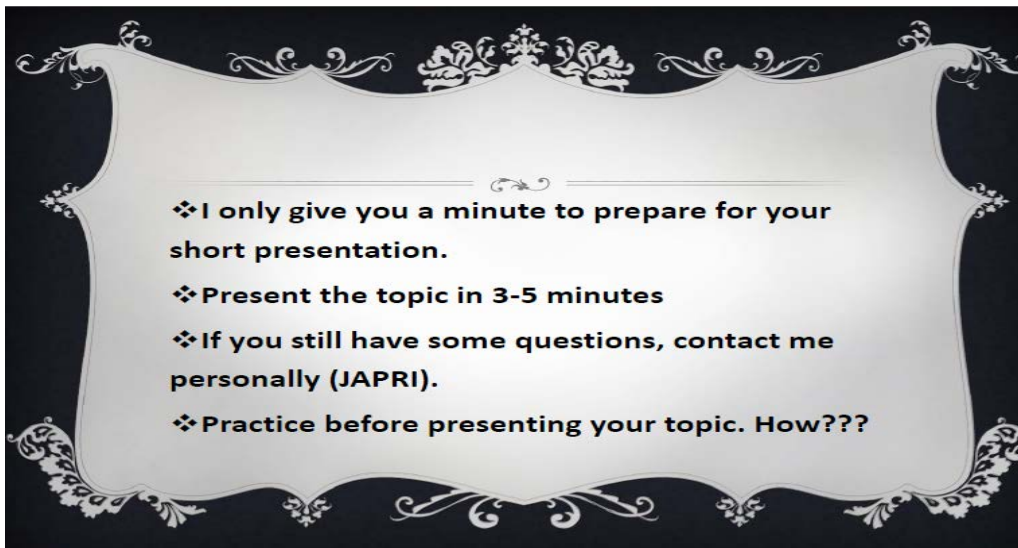 ❖I only give you a minute to prepare for your
short presentation.
❖Present the topic in 3-5 minutes
❖If you still have some questions, contact me
personally (JAPRI).
❖Practice before presenting your topic. How???